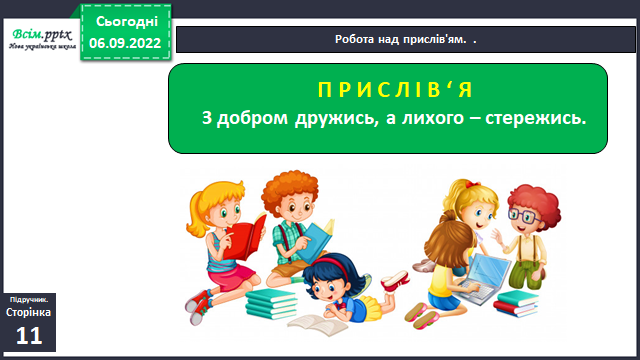 Всім.pptx
Нова українська школа
Сьогодні
06.09.2022
Робота над прислів'ям. .
П Р И С Л І В ‘ Я
З добром дружись, а лихого – стережись.
Підручник.
Сторінка
11